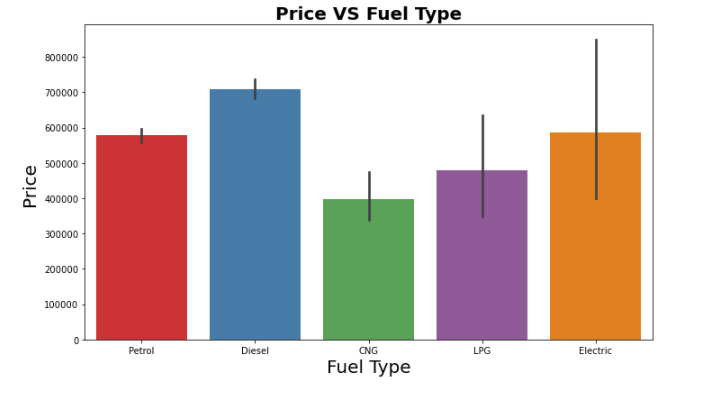 Price VS Fuel Type
Price
800000
700000
600000
500000
400000
300000
200000
100000
0
Petrol Diesel CNG LPG Electric
Fuel Type